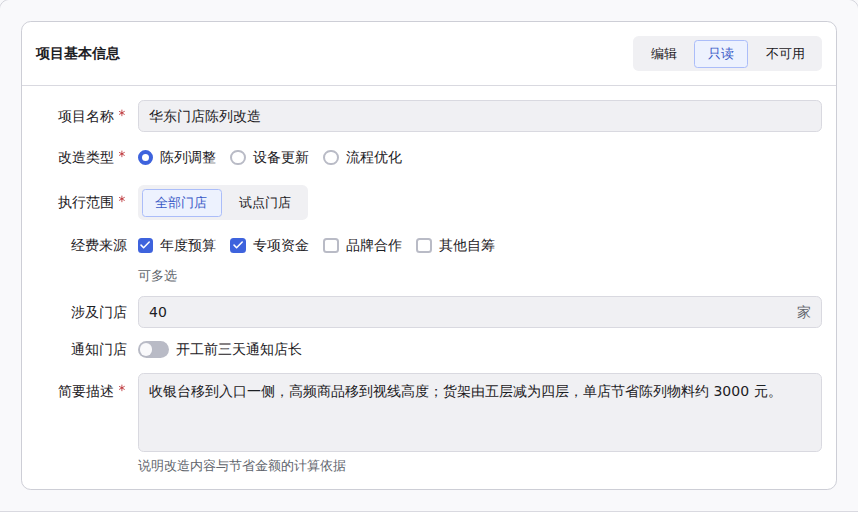 项目基本信息
编辑 只读 不可用
项目名称 * 华东门店陈列改造
改造类型 * 陈列调整 设备更新 流程优化
执行范围 * 全部门店 试点门店
经费来源 年度预算 专项资金 品牌合作 其他自筹
可多选
涉及门店 40 家
通知门店 开工前三天通知店长
简要描述 * 收银台移到入口一侧，高频商品移到视线高度；货架由五层减为四层，单店节省陈列物料约 3000 元。
说明改造内容与节省金额的计算依据